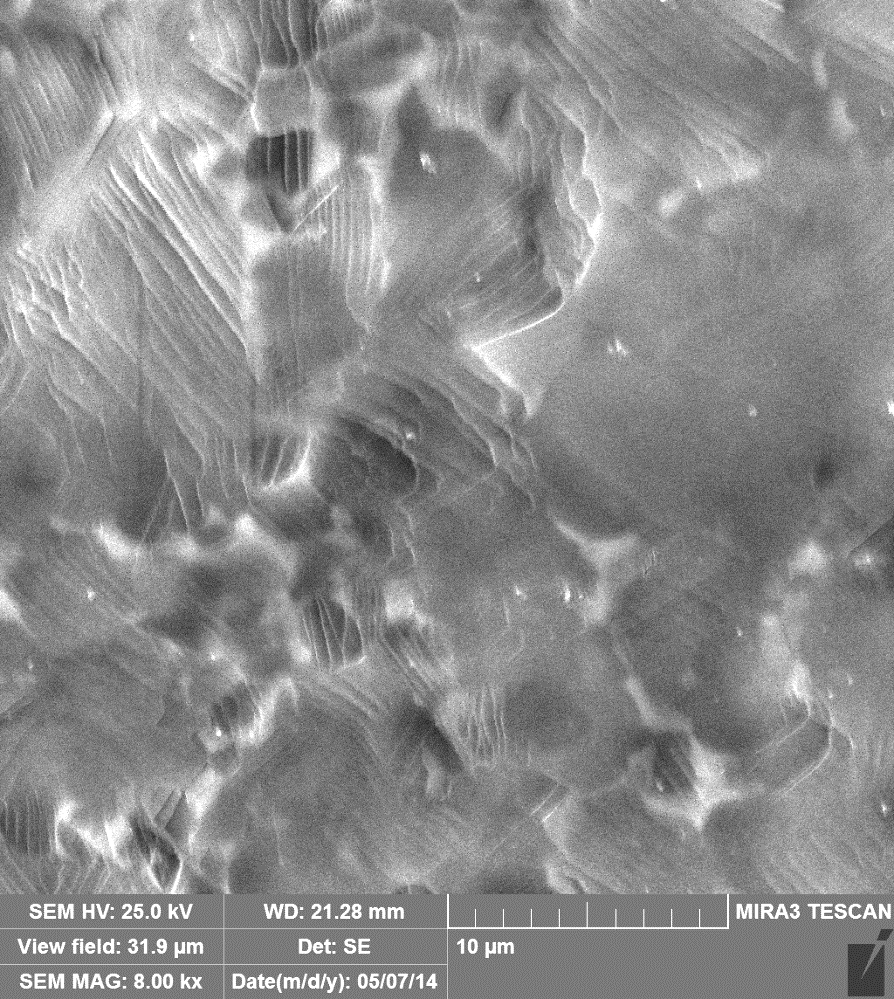 SEM HV: 25.0 kV WD: 21.28 mm MIRA3 TESCAN
View field: 31.9 µm Det: SE 10 µm
SEM MAG: 8.00 kx Date(m/d/y): 05/07/14